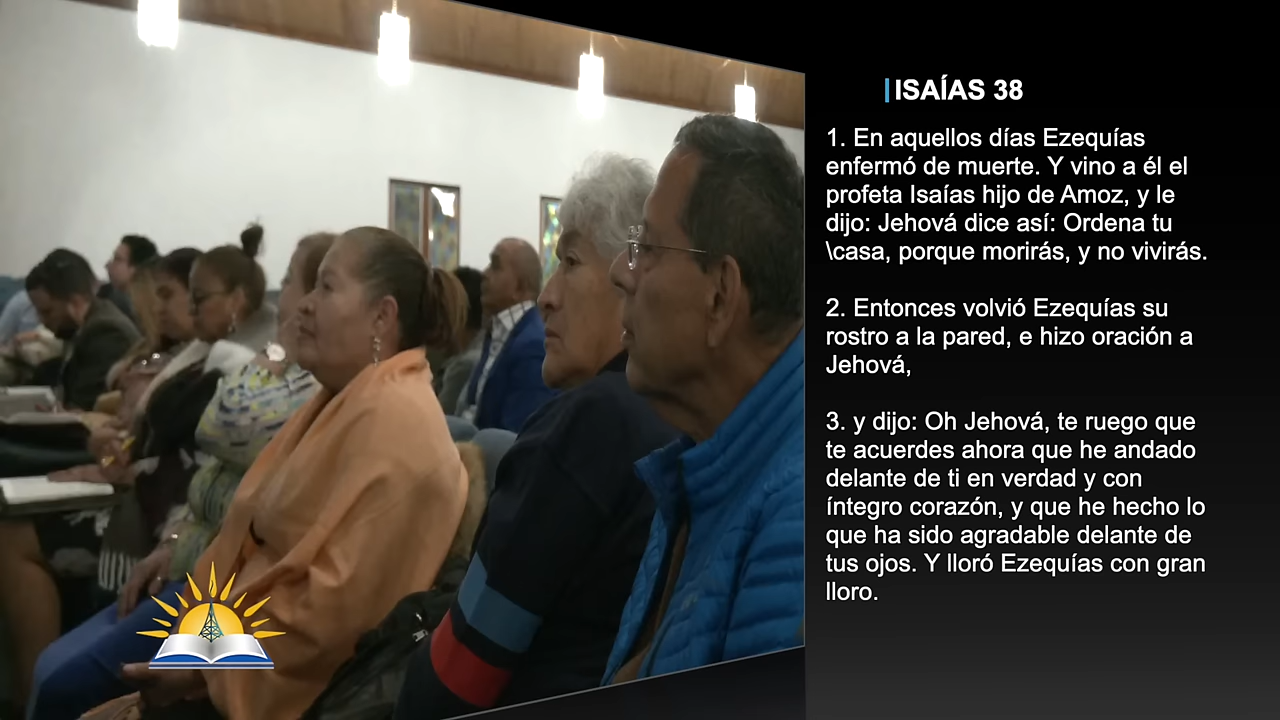 ISAÍAS 38
1. En aquellos días Ezequías
enfermó de muerte. Y vino a él el
profeta Isaías hijo de Amoz, y le
dijo: Jehová dice así: Ordena tu
\casa, porque morirás, y no vivirás.
2. Entonces volvió Ezequías su
rostro a la pared, e hizo oración a
Jehová,
3. y dijo: Oh Jehová, te ruego que
te acuerdes ahora que he andado
delante de ti en verdad y con
íntegro corazón, y que he hecho lo
que ha sido agradable delante de
tus ojos. Y lloró Ezequías con gran
lloro.